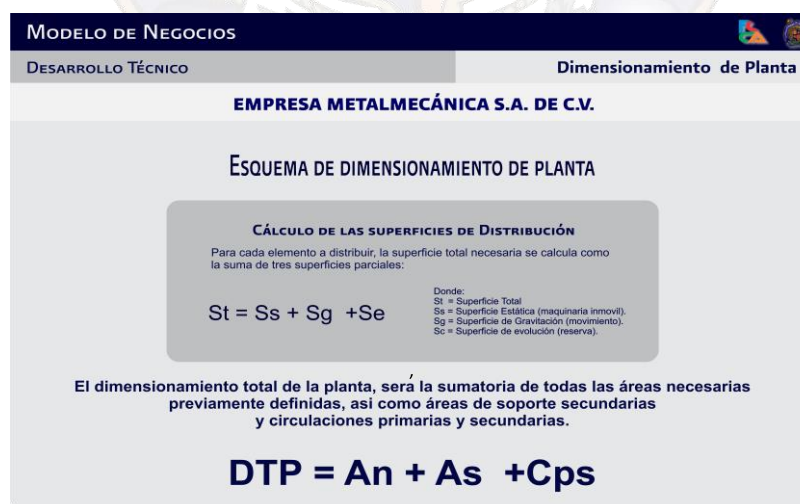 MODELO DE NEGOCIOS
DESARROLLO TÉCNICO
Dimensionamiento de Planta
EMPRESA METALMECÁNICA S.A. DE C.V.
ESQUEMA DE DIMENSIONAMIENTO DE PLANTA
CÁLCULO DE LAS SUPERFICIES DE DISTRIBUCIÓN
Para cada elemento a distribuir, la superficie total necesaria se calcula como
la suma de tres superficies parciales:
St = Ss + Sg +Se
Donde:
St = Superficie Total
Ss = Superficie Estática (maquinaria inmovil).
Sg = Superficie de Gravitación (movimiento).
Sc = Superficie de evolución (reserva).
El dimensionamiento total de la planta, será la sumatoria de todas las áreas necesarias
previamente definidas, asi como áreas de soporte secundarias
y circulaciones primarias y secundarias.
DTP = An + As +Cps